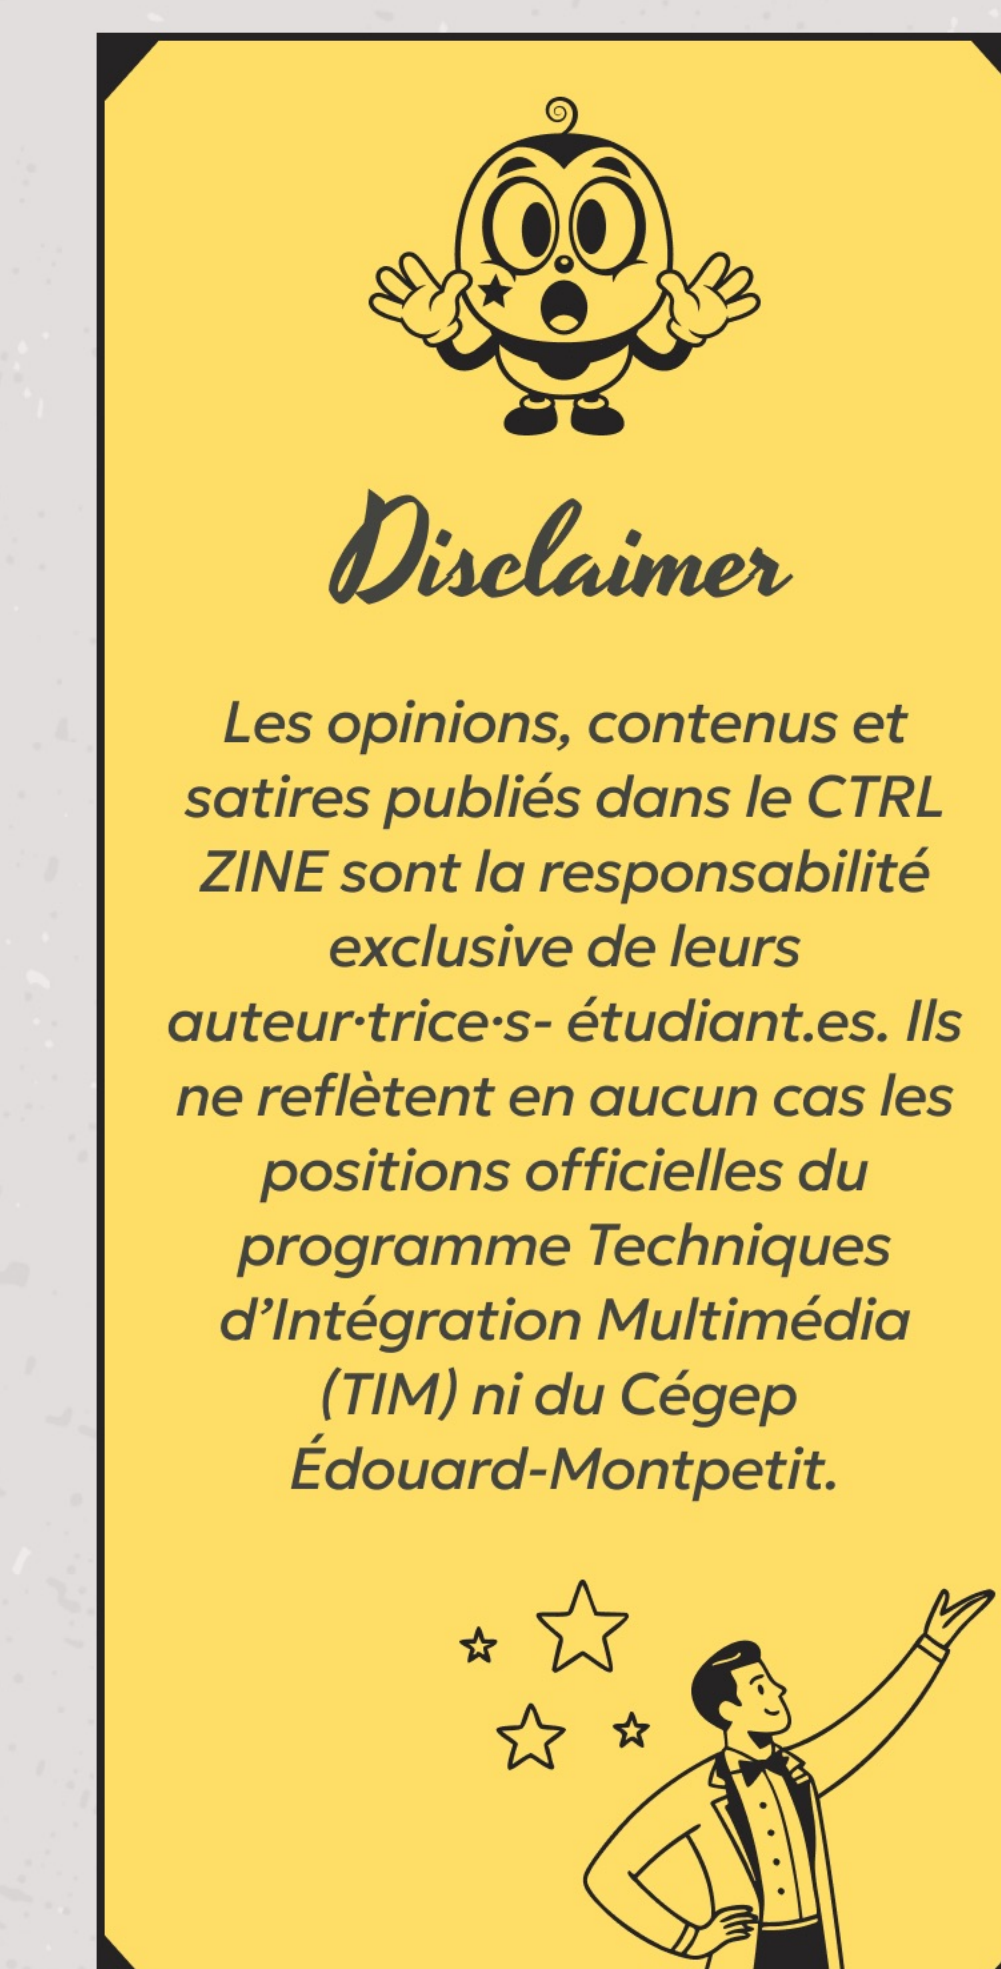 Disclaimer
Les opinions, contenus et
satires publiés dans le CTRL
ZINE sont la responsabilité
exclusive de leurs
auteur·trice·s- étudiant.es. Ils
ne reflètent en aucun cas les
positions officielles du
programme Techniques
d’Intégration Multimédia
(TIM) ni du Cégep
Édouard-Montpetit.